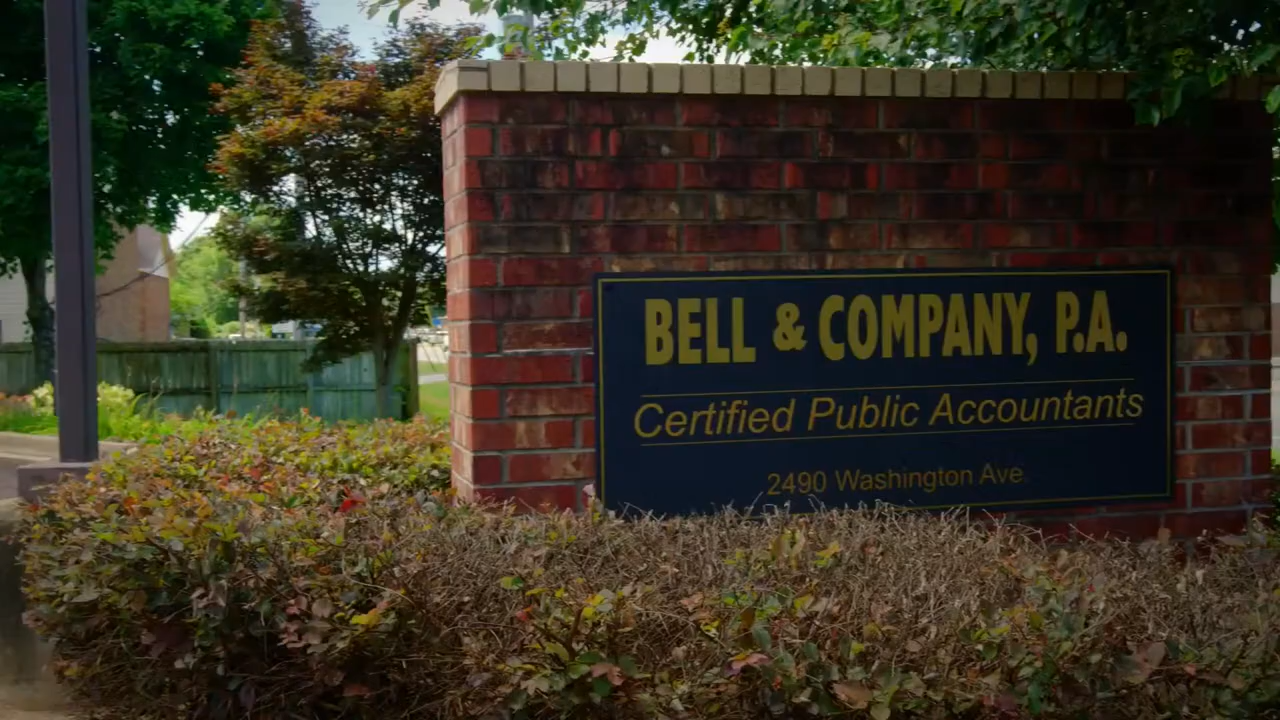 BELL & COMPANY, P.A.
Certified Public Accountants
2490 Washington Ave